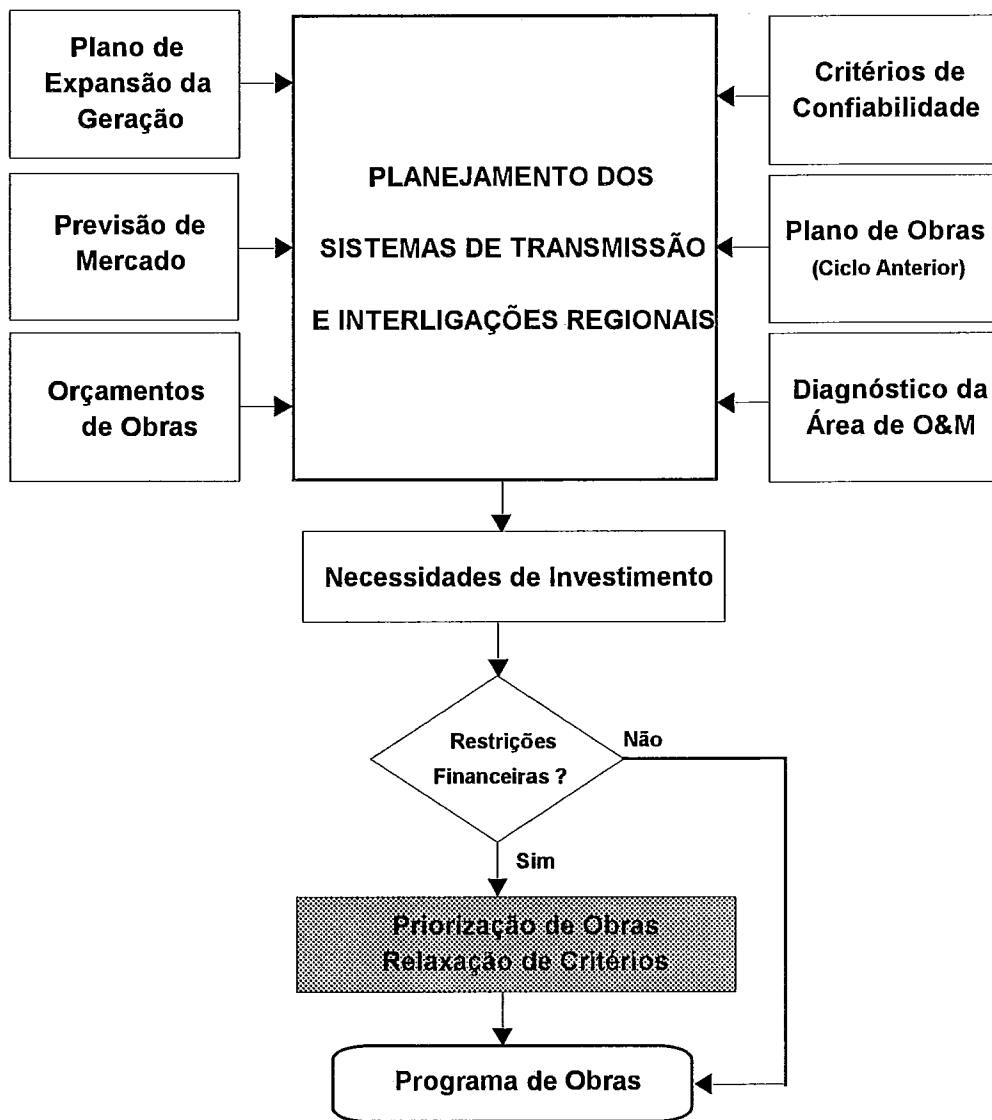 Plano de
Expansão da
Geração
Previsão de
Mercado
Orçamentos
de Obras
PLANEJAMENTO DOS
SISTEMAS DE TRANSMISSÃO
E INTERLIGAÇÕES REGIONAIS
Critérios de
Confiabilidade
Plano de Obras
(Ciclo Anterior)
Diagnóstico da
Área de O&M
Necessidades de Investimento
Restrições
Financeiras ?
Não
Sim
Priorização de Obras
Relaxação de Critérios
Programa de Obras